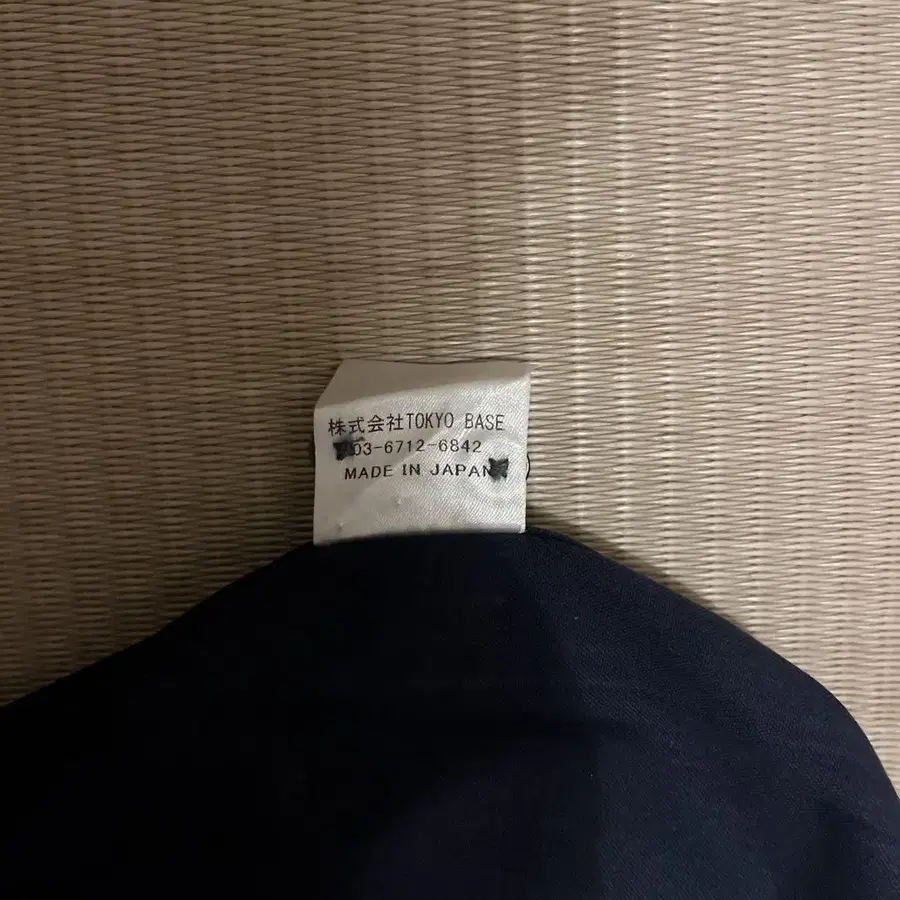 株式会社TOKYO BASE
03-6712-6842
MADE IN JAPAN